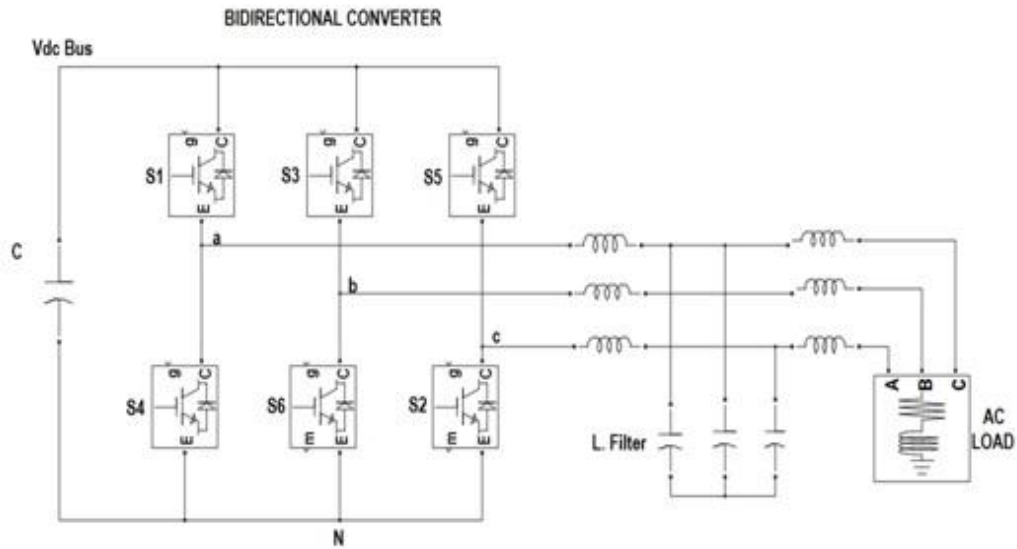 BIDIRECTIONAL CONVERTER
Vdc Bus
g C
g C
g C
S1
S3
S5
E
E
E
a
C
b
c
g C
g C
g C
S4
S6
S2
E
m E
m E
A B C
AC
LOAD
L. Filter
N